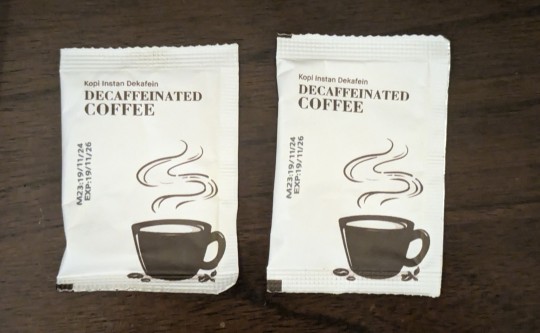 Kopi Instan Dekafein
DECAFFEINATED
COFFEE
M23:19/11/24
EXP:19/11/26
Kopi Instan Dekafein
DECAFFEINATED
COFFEE
M23:19/11/24
EXP:19/11/26